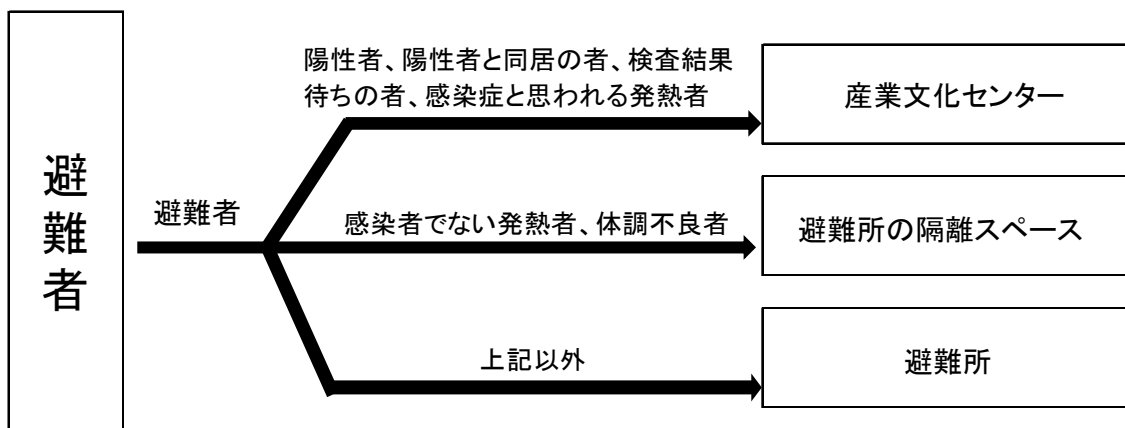 避難者
避難者
陽性者、陽性者と同居の者、検査結果
待ちの者、感染症と思われる発熱者
産業文化センター
感染者でない発熱者、体調不良者
避難所の隔離スペース
上記以外
避難所